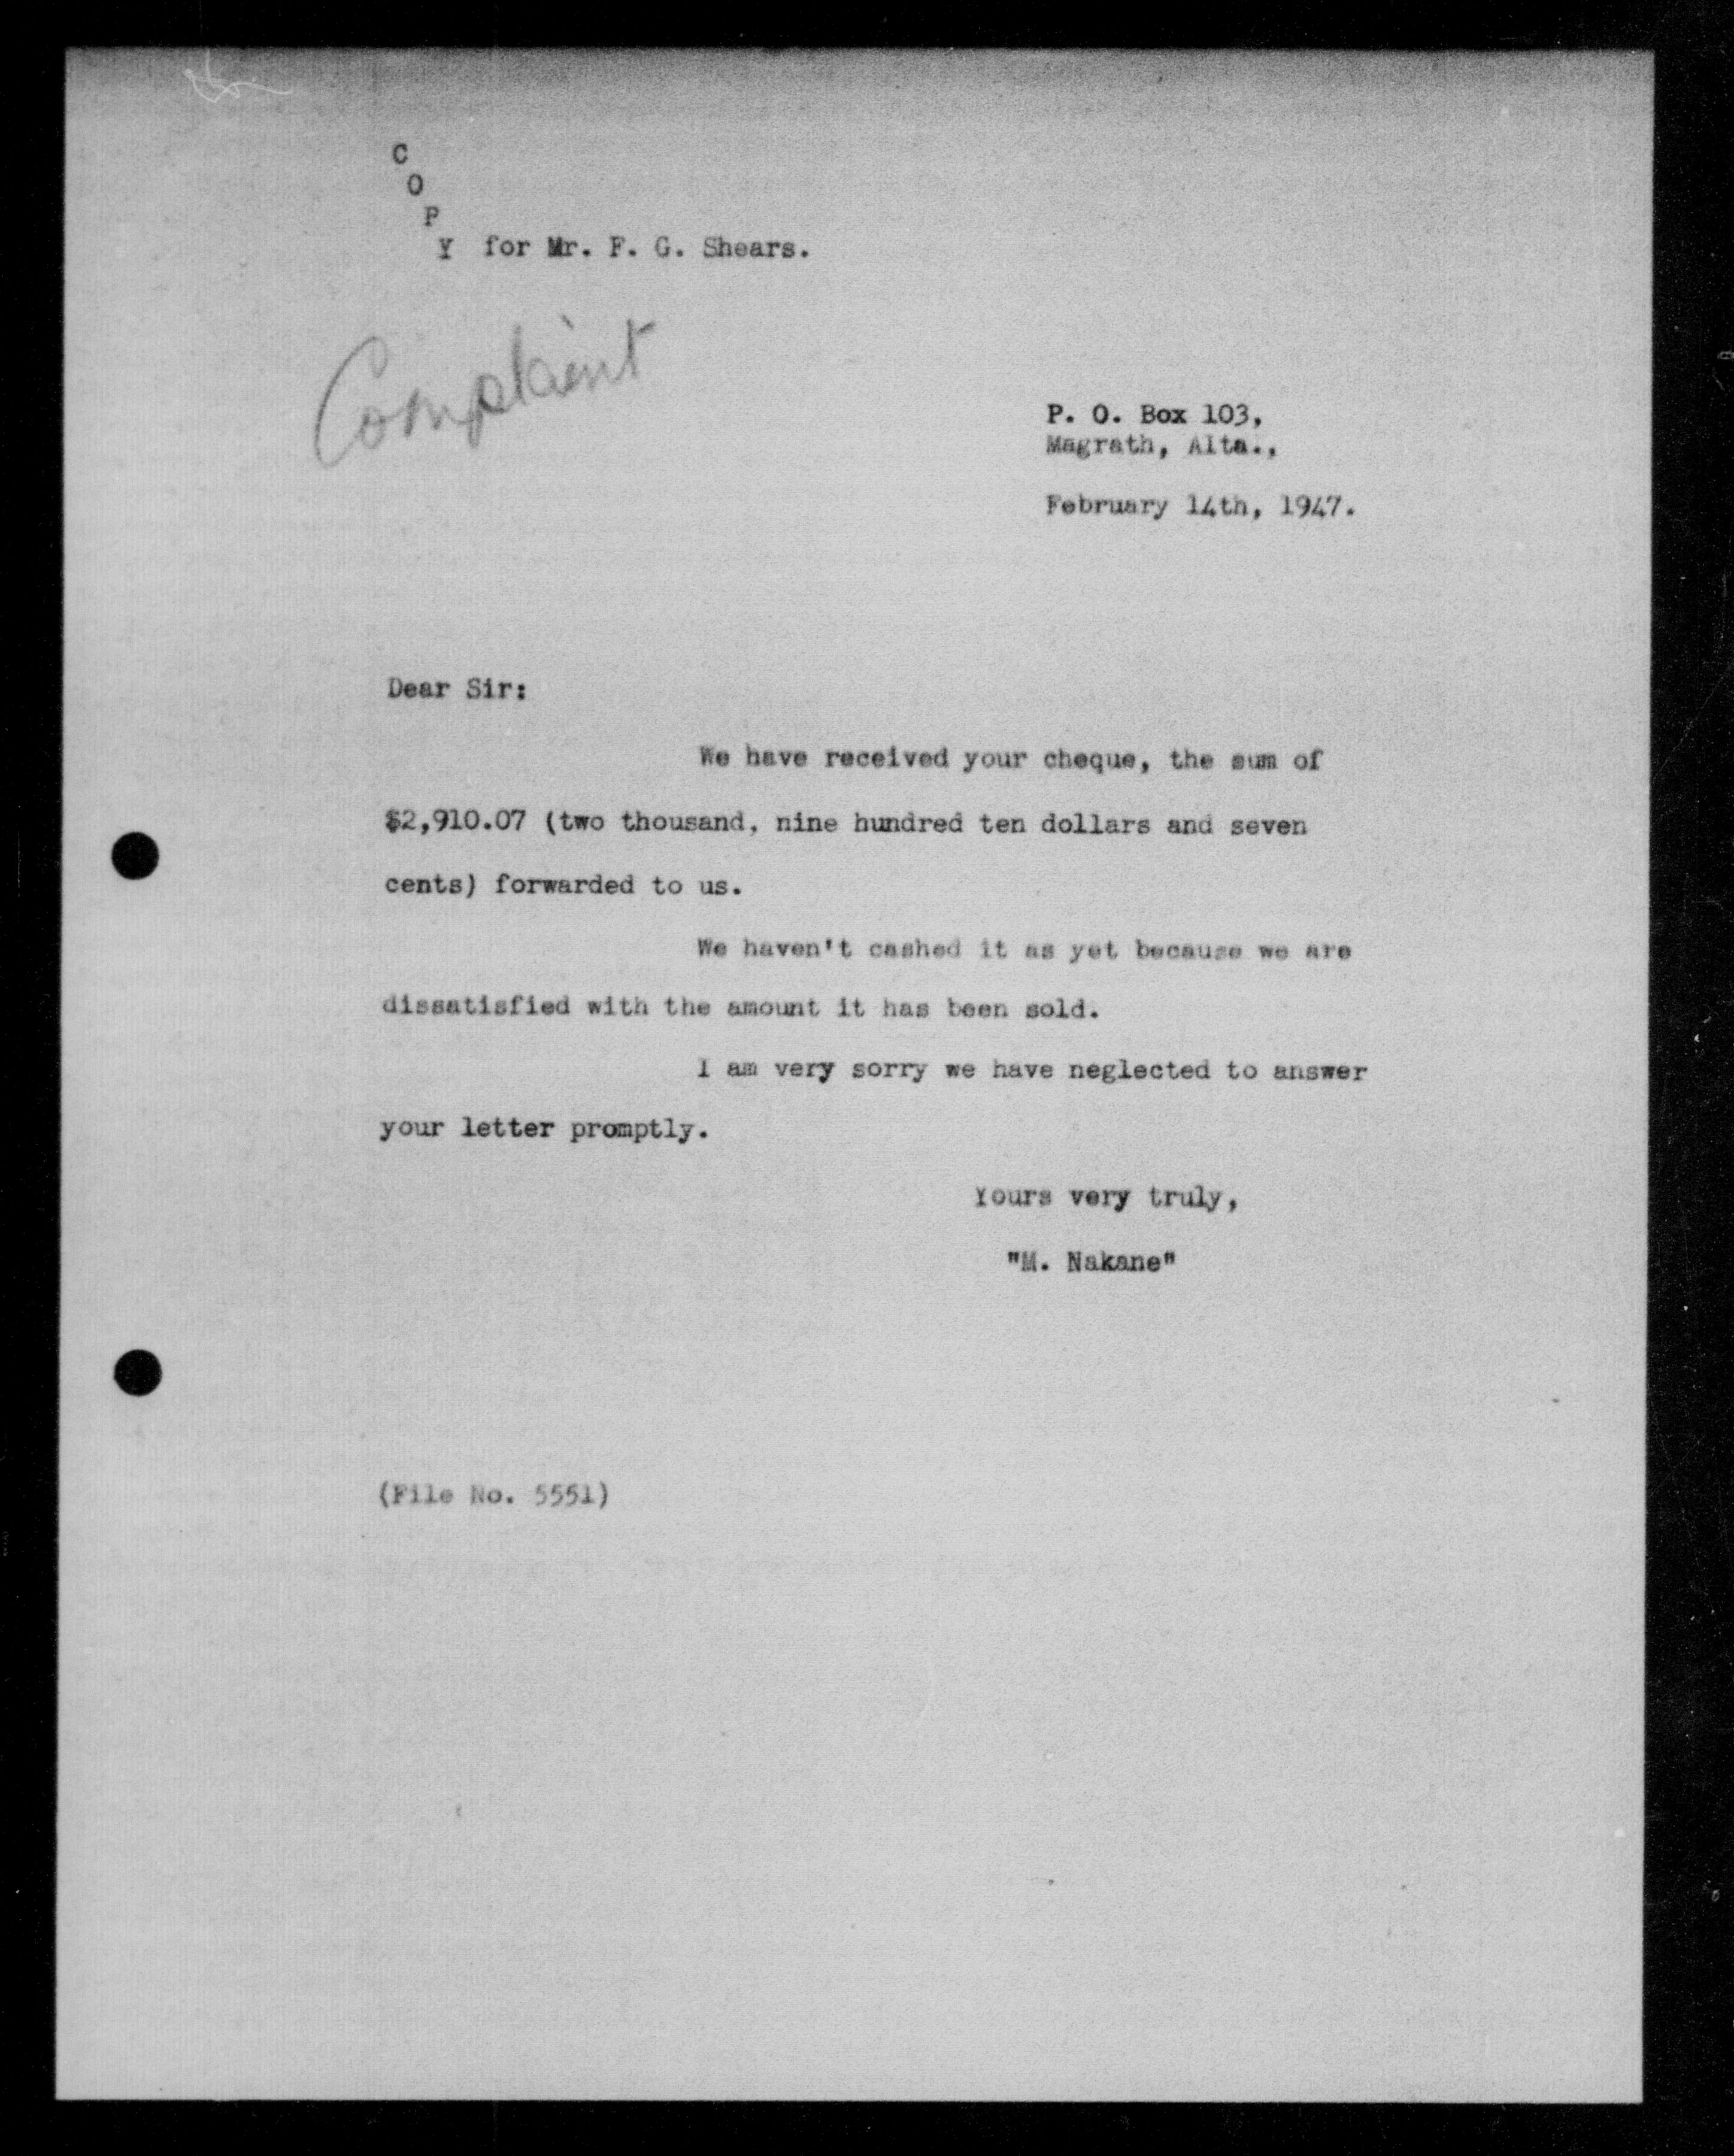 C
O
P
Y for Mr. F. G. Shears.
Complaint
P. O. Box 103,
Magrath, Alta.,
February 14th, 1947.
Dear Sir:
We have received your cheque, the sum of
$2,910.07 (two thousand, nine hundred ten dollars and seven
cents) forwarded to us.
We haven't cashed it as yet because we are
dissatisfied with the amount it has been sold.
I am very sorry we have neglected to answer
your letter promptly.
Yours very truly,
"M. Nakane"
(File No. 5551)